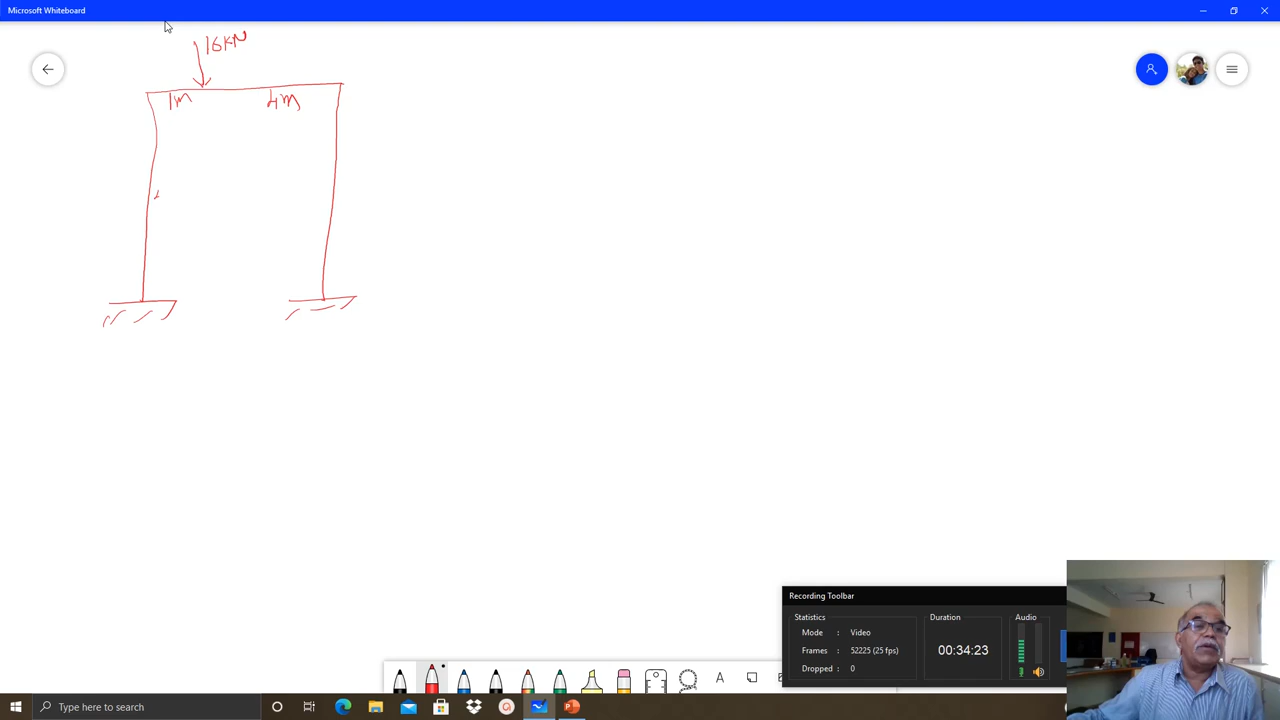 Microsoft Whiteboard
16KN
1m 4m
Recording Toolbar
Statistics Duration Audio
Mode : Video
Frames : 52225 (25 fps) 00:34:23
Dropped : 0
A
Type here to search